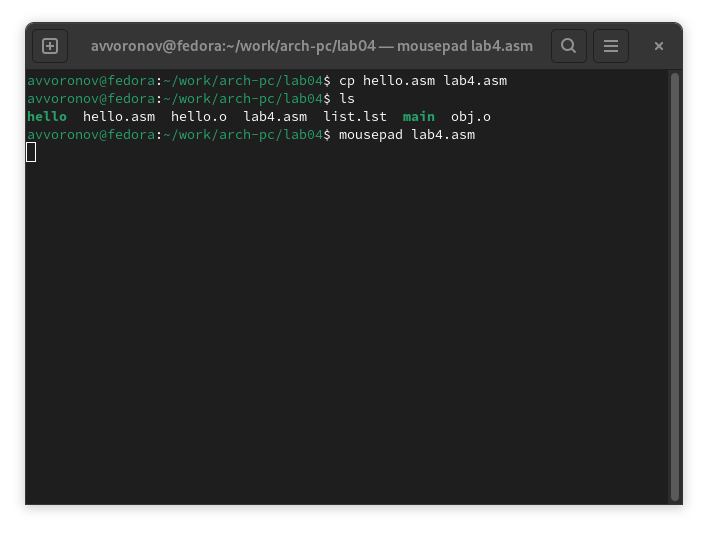 avvoronov@fedora:~/work/arch-pc/lab04 — mousepad lab4.asm
avvoronov@fedora:~/work/arch-pc/lab04$ cp hello.asm lab4.asm
avvoronov@fedora:~/work/arch-pc/lab04$ ls
hello  hello.asm  hello.o  lab4.asm  list.lst  main  obj.o
avvoronov@fedora:~/work/arch-pc/lab04$ mousepad lab4.asm